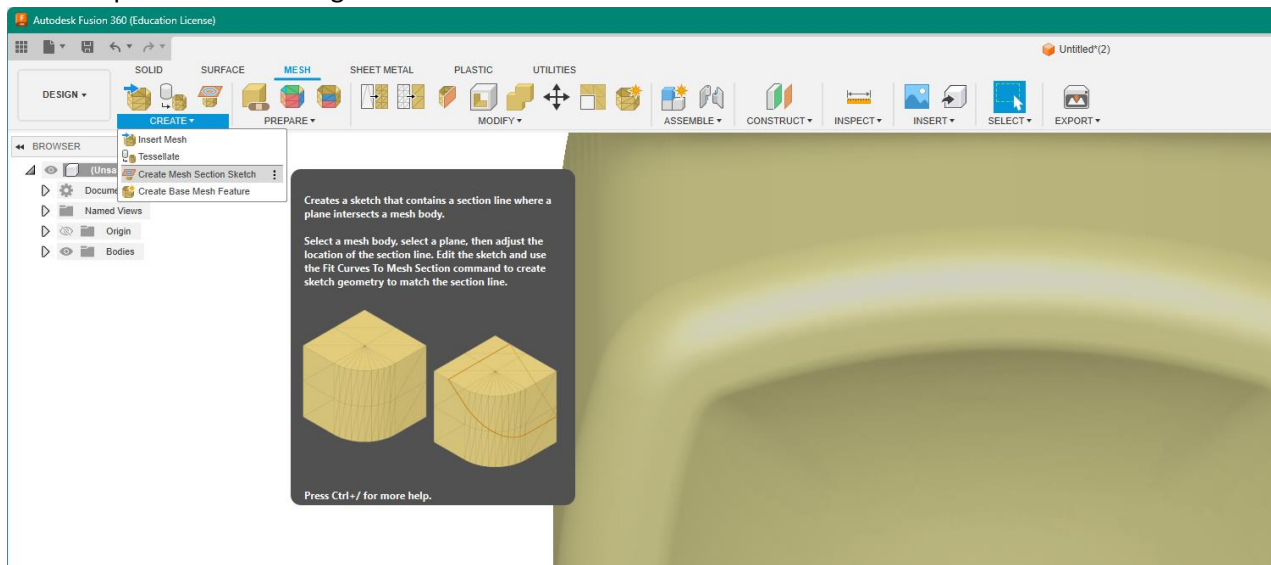 Autodesk Fusion 360 (Education License)
Untitled*(2)
SOLID SURFACE MESH SHEET METAL PLASTIC UTILITIES
DESIGN
CREATE PREPARE MODIFY ASSEMBLE CONSTRUCT INSPECT INSERT SELECT EXPORT
BROWSER
Insert Mesh
Tessellate
(Unsa
Create Mesh Section Sketch
Docume
Create Base Mesh Feature
Named Views
Origin
Bodies
Creates a sketch that contains a section line where a
plane intersects a mesh body.
Select a mesh body, select a plane, then adjust the
location of the section line. Edit the sketch and use
the Fit Curves To Mesh Section command to create
sketch geometry to match the section line.
Press Ctrl+/ for more help.